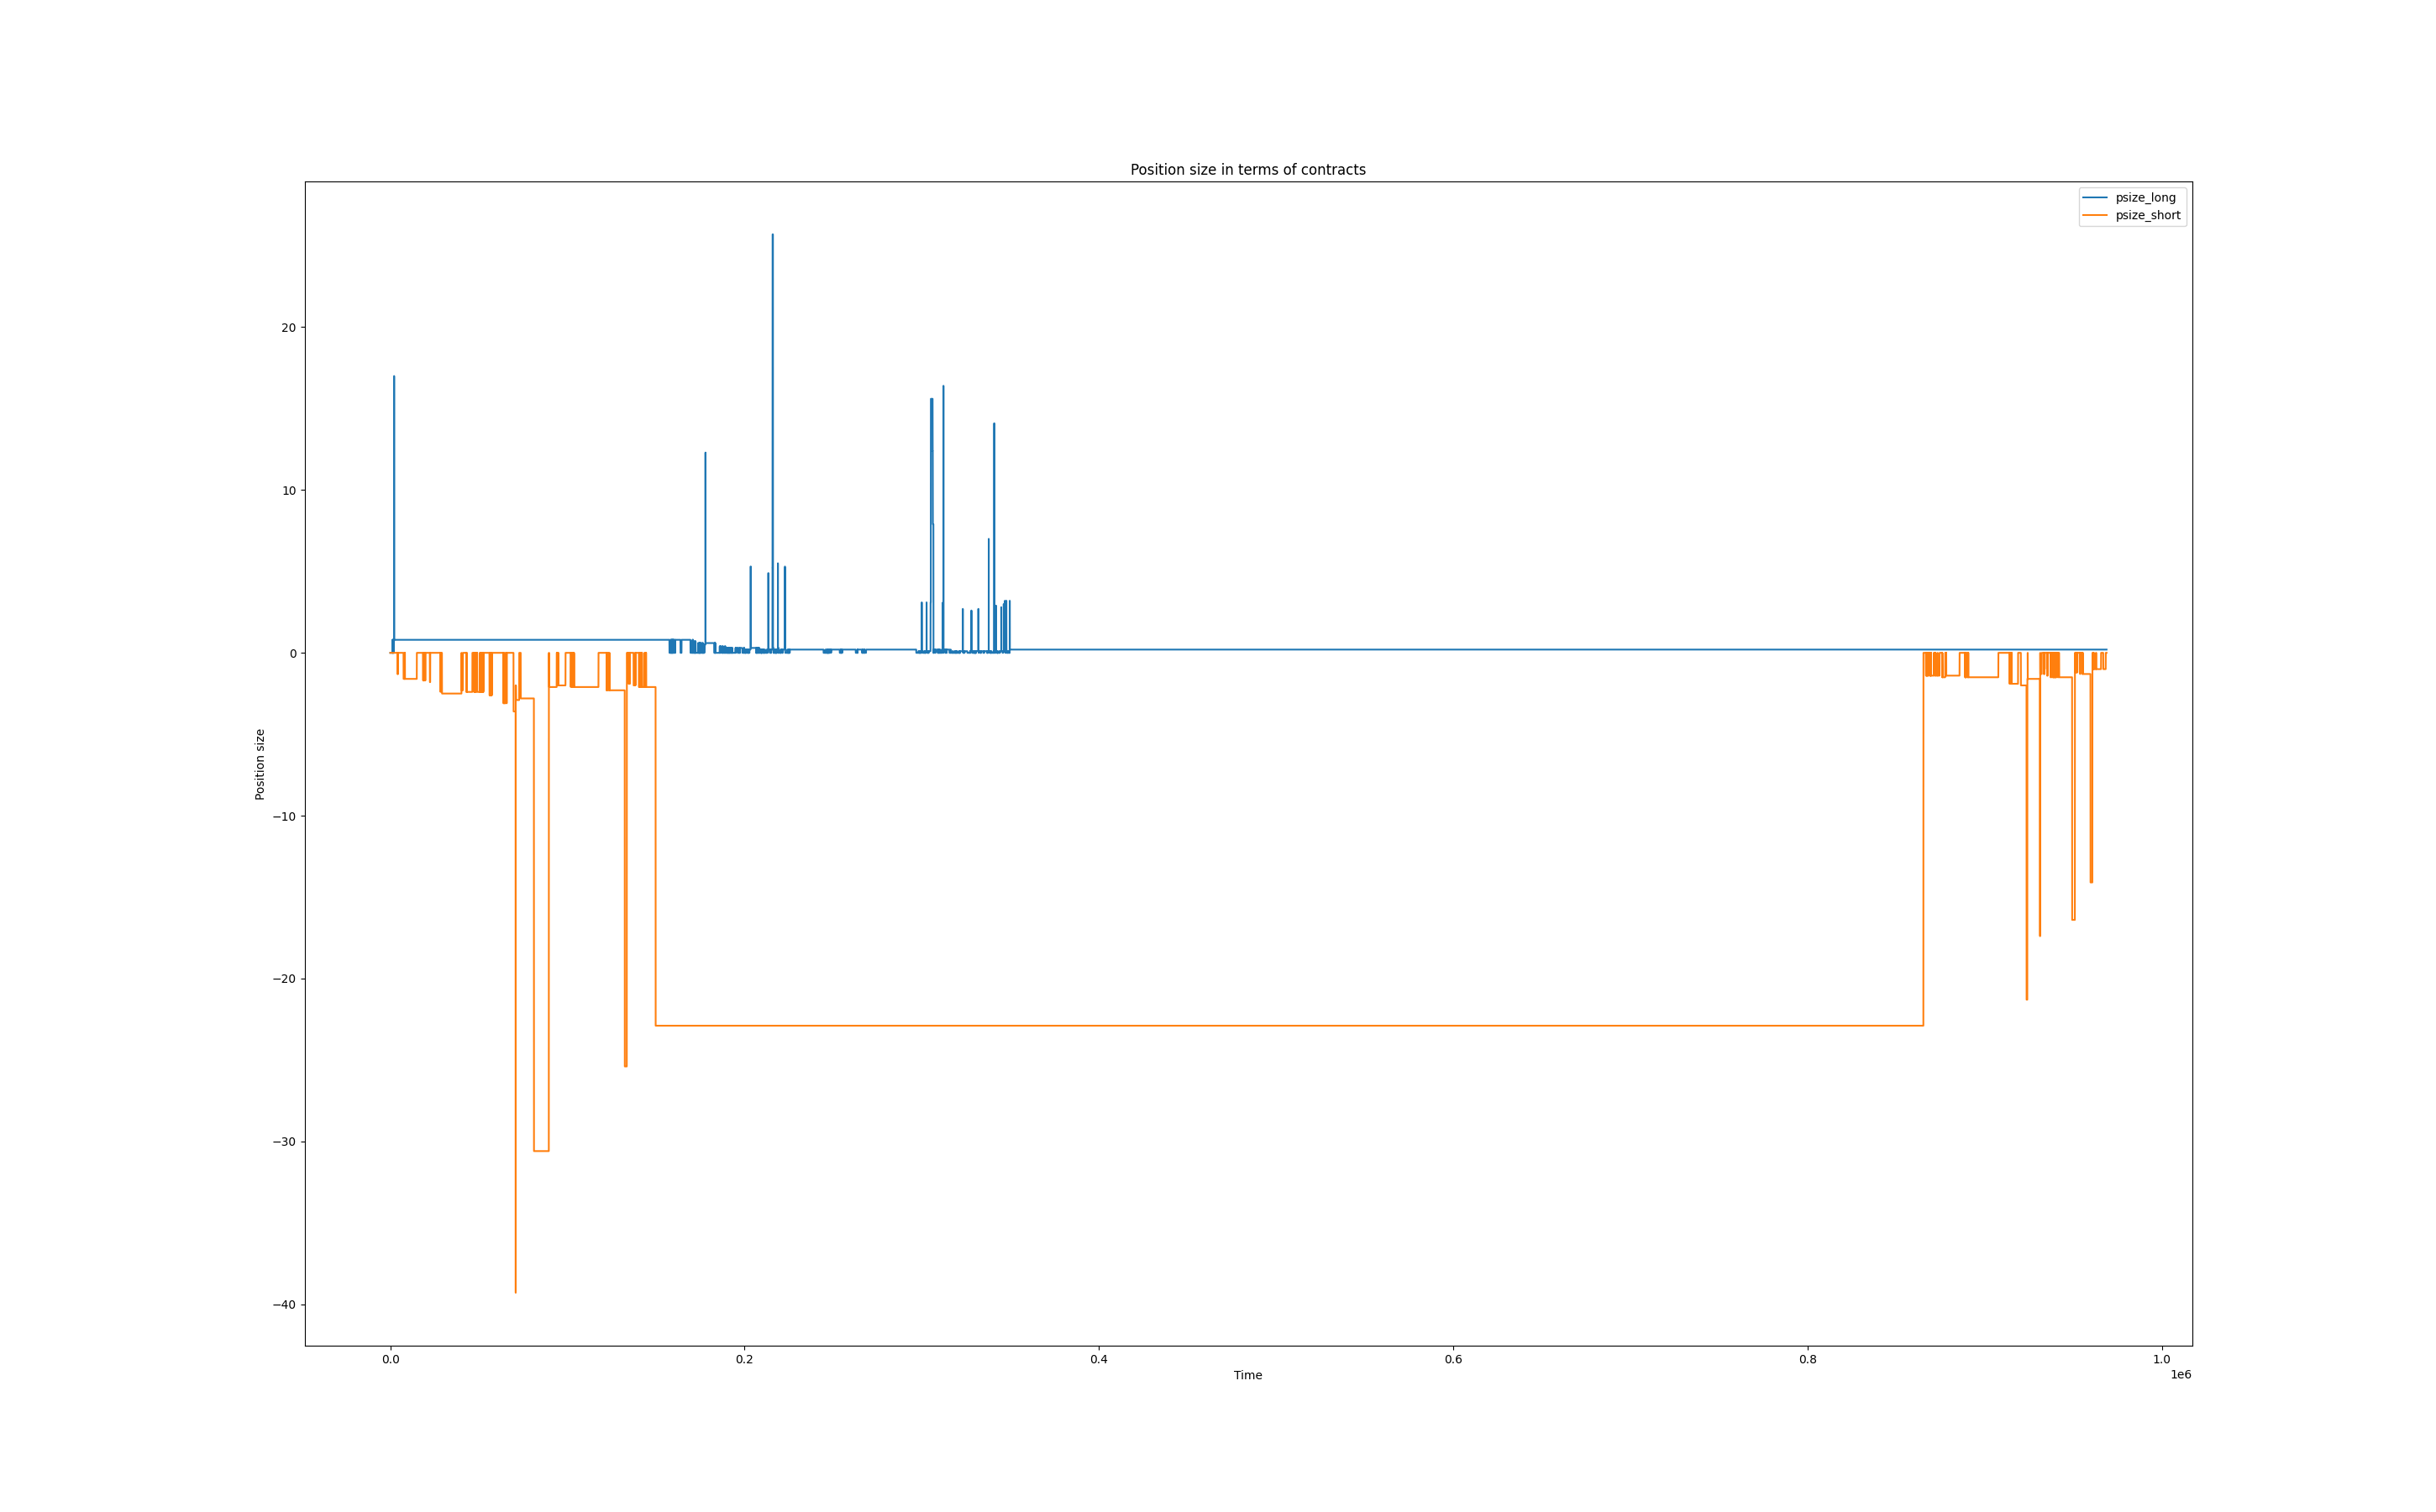 Position size in terms of contracts
psize_long
psize_short
20
10
0
−10
−20
−30
−40
Position size
0.0 0.2 0.4 0.6 0.8 1.0
1e6
Time